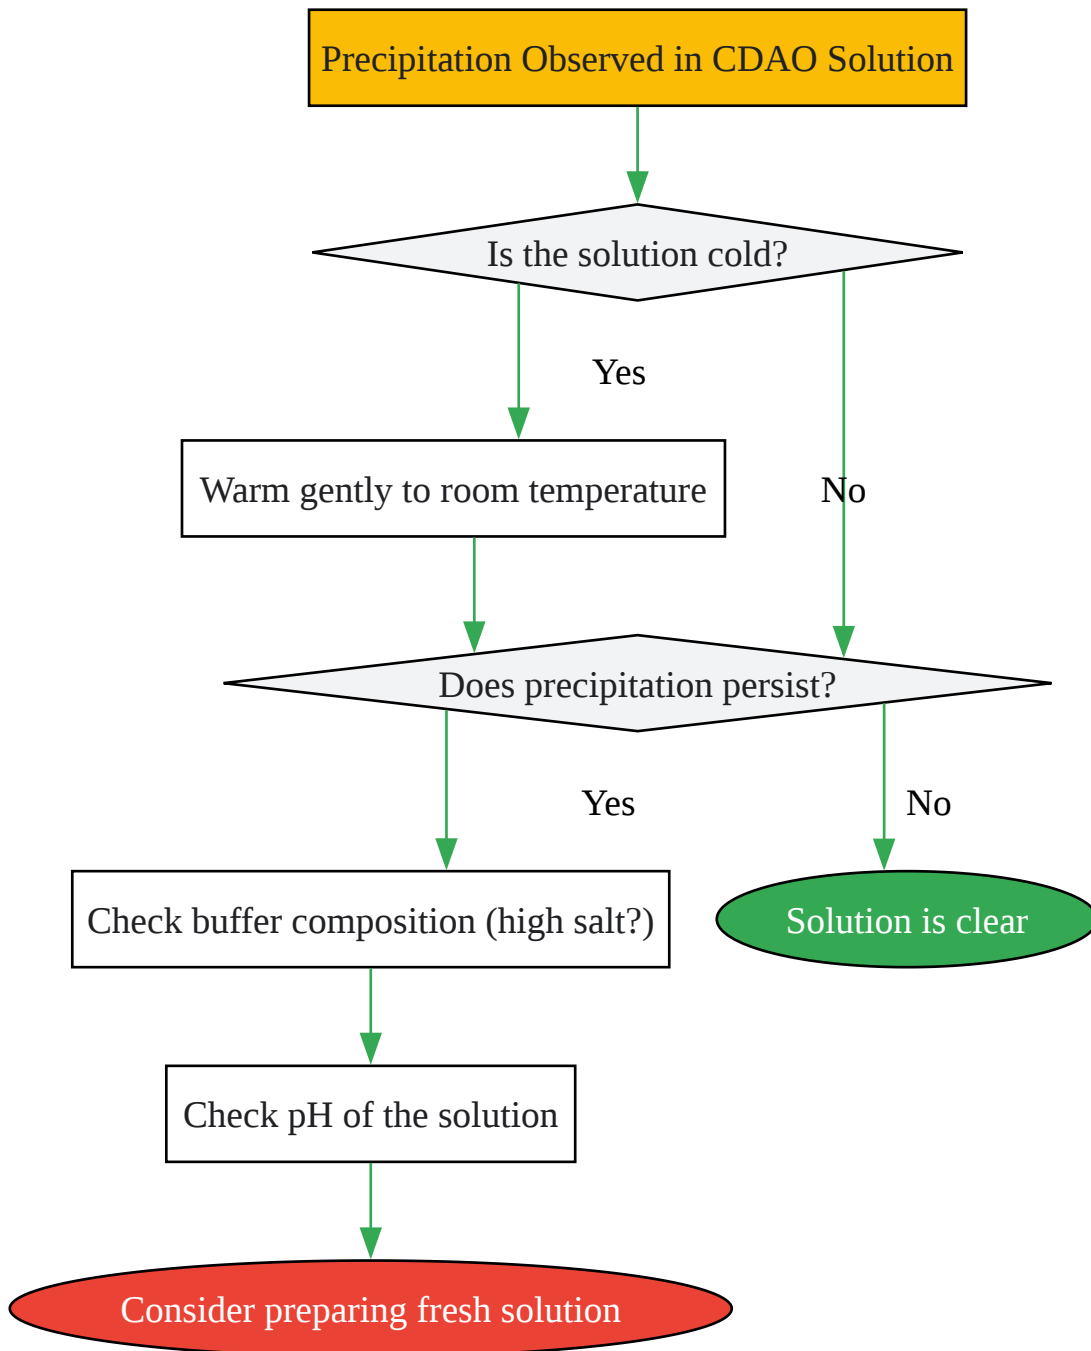 Precipitation Observed in CDAO Solution
Is the solution cold?
Yes
Warm gently to room temperature
No
Does precipitation persist?
Yes
No
Check buffer composition (high salt?)
Solution is clear
Check pH of the solution
Consider preparing fresh solution